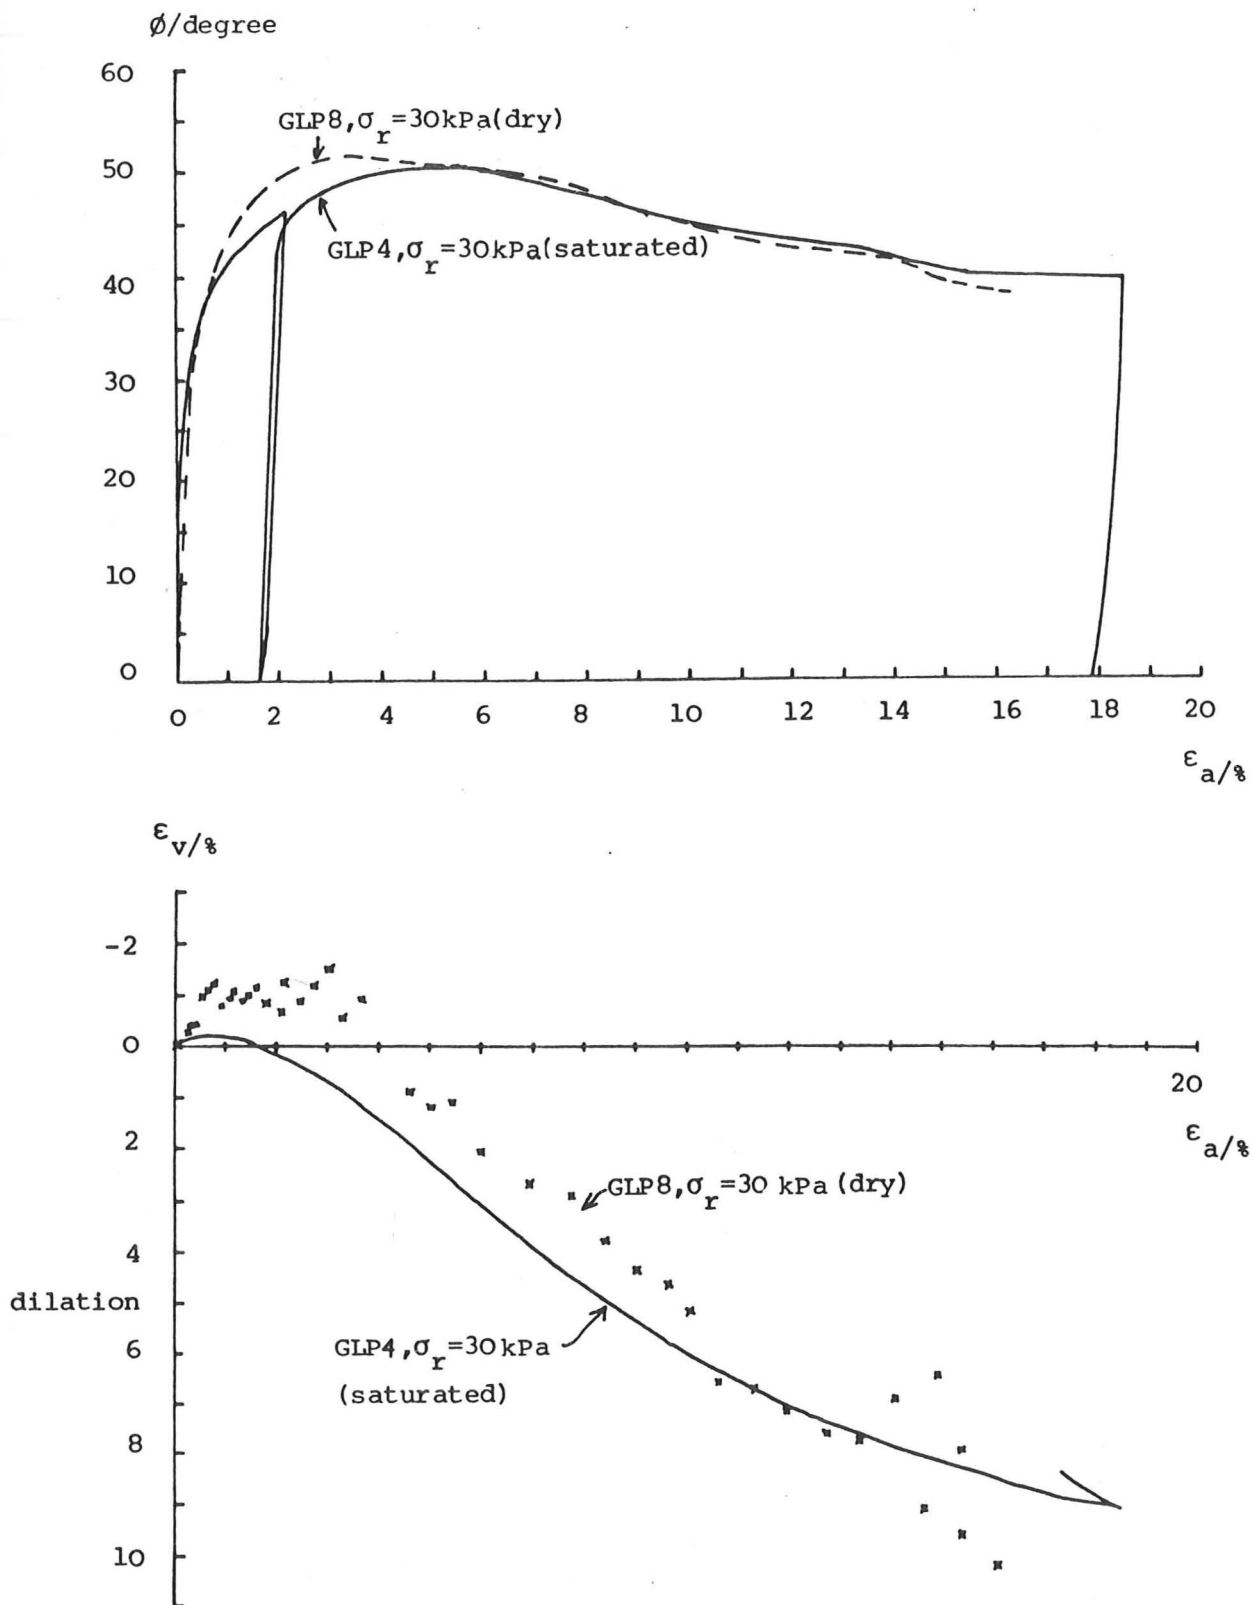 ø/degree
60
GLP8,σr=30kPa(dry)
50
GLP4,σr=30kPa(saturated)
40
30
20
10
0
0 2 4 6 8 10 12 14 16 18 20
εa/%
εv/%
-2
0
20
εa/%
2
GLP8,σr=30 kPa (dry)
4
dilation
6
GLP4,σr=30kPa
(saturated)
8
10